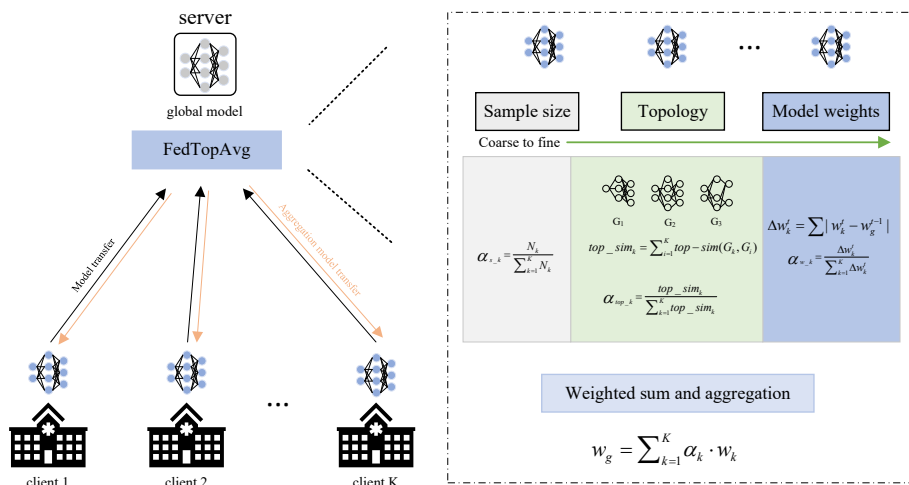 server
global model
FedTopAvg
Model transfer
Aggregation model transfer
...
client 1
client 2
client K
...
Sample size
Topology
Model weights
Coarse to fine
G₁
G₂
G₃
α_{s_k} = N_k / ∑_{k=1}^{K} N_k
top_sim_k = ∑_{i=1}^{K} top-sim(G_k, G_i)
α_{top_k} = top_sim_k / ∑_{k=1}^{K} top_sim_k
Δw_k^t = ∑ | w_k^t − w_g^{t-1} |
α_{w_k} = Δw_k^t / ∑_{k=1}^{K} Δw_k^t
Weighted sum and aggregation
w_g = ∑_{k=1}^{K} α_k · w_k